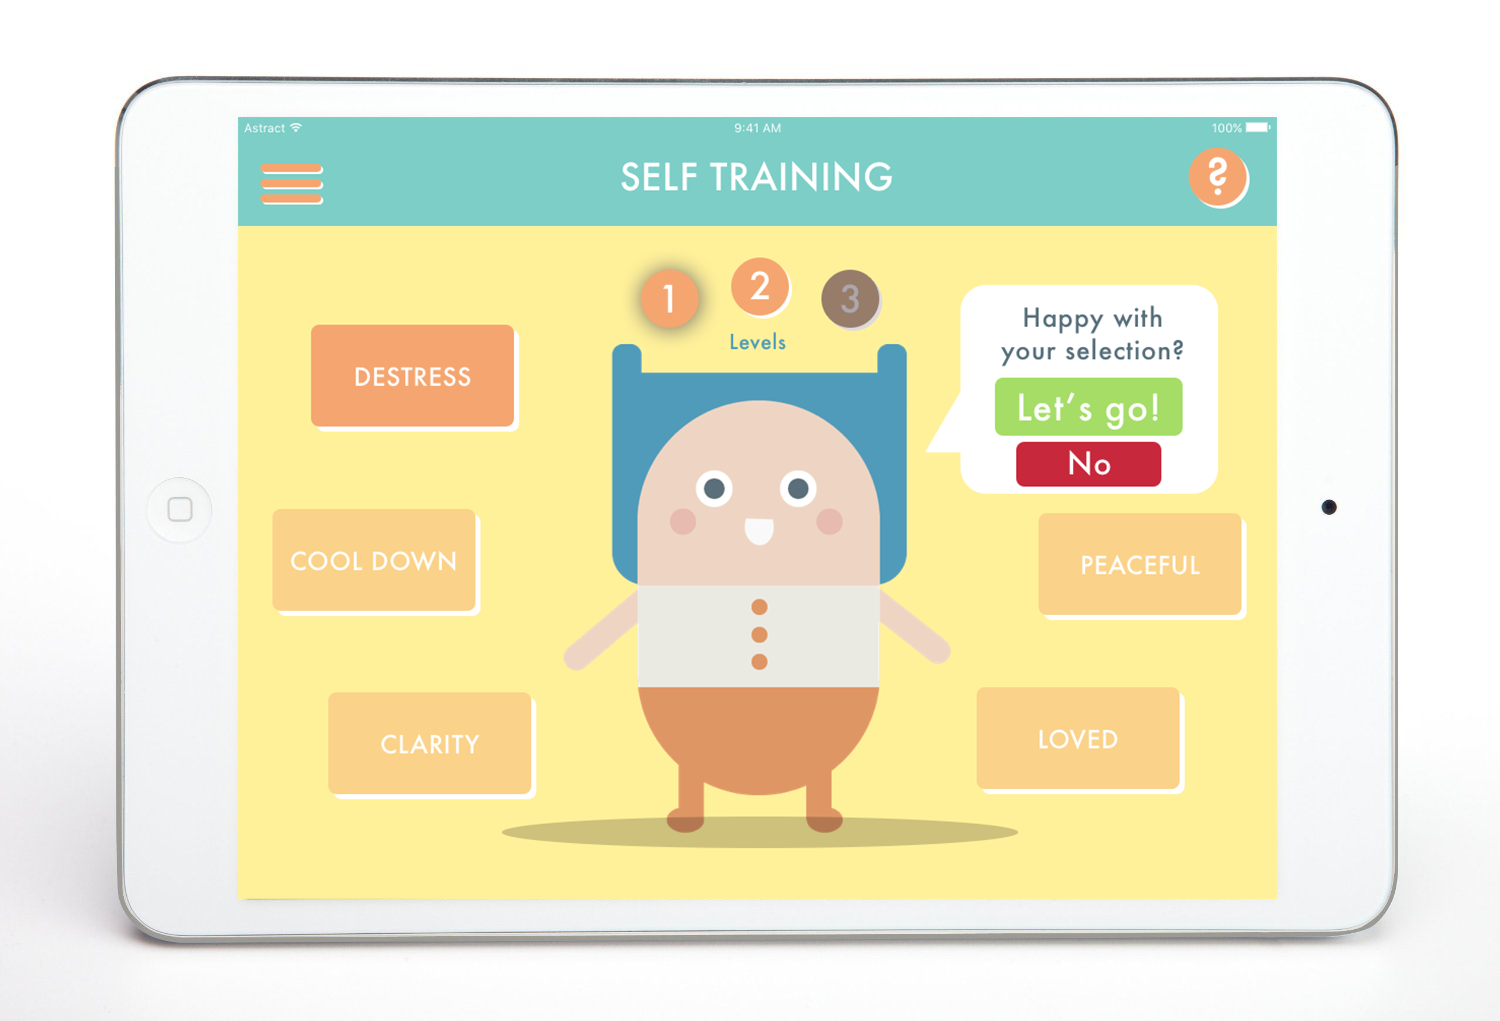 Astract
9:41 AM
100%
SELF TRAINING
?
1
2
3
Levels
Happy with
your selection?
Let's go!
No
DESTRESS
COOL DOWN
PEACEFUL
CLARITY
LOVED